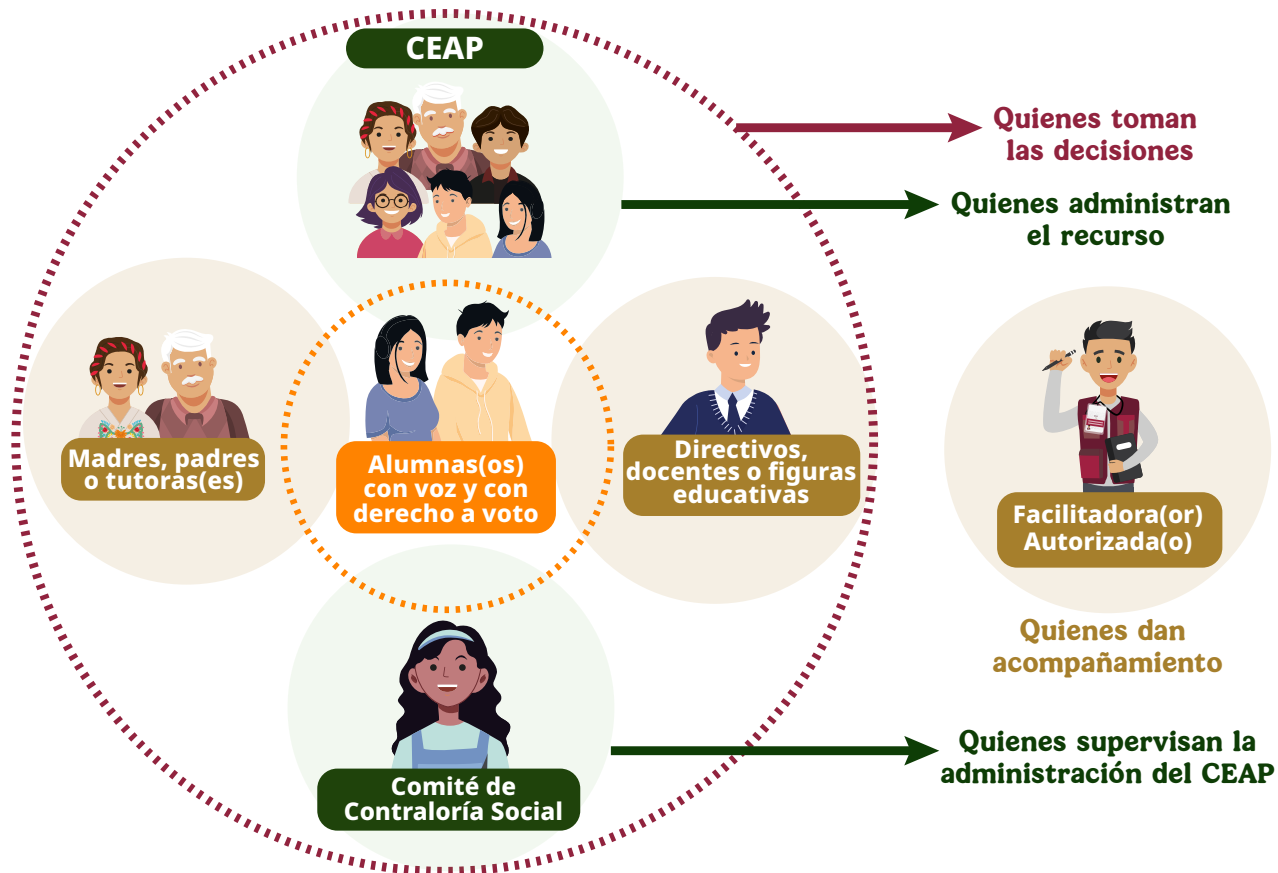 CEAP
Quienes toman
las decisiones
Quienes administran
el recurso
Madres, padres
o tutoras(es)
Alumnas(os)
con voz y con
derecho a voto
Directivos,
docentes o figuras
educativas
Facilitadora(or)
Autorizada(o)
Quienes dan
acompañamiento
Comité de
Contraloría Social
Quienes supervisan la
administración del CEAP